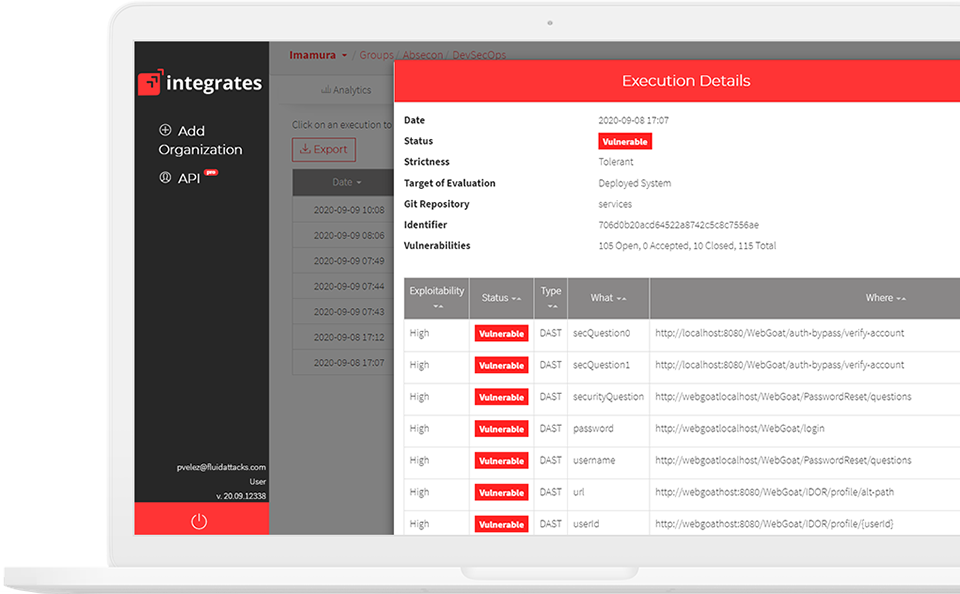 integrates
Add
Organization
API pro
pvelez@fluidattacks.com
User
v. 20.09.12338
Imamura / Groups / Absecon / DevSecOps
Analytics
Click on an execution to
Export
Date
2020-09-09 10:08
2020-09-09 08:06
2020-09-09 07:49
2020-09-09 07:44
2020-09-09 07:43
2020-09-08 17:12
2020-09-08 17:07
Execution Details
Date 2020-09-08 17:07
Status Vulnerable
Strictness Tolerant
Target of Evaluation Deployed System
Git Repository services
Identifier 706d0b20acd64522a8742c5c8c7556ae
Vulnerabilities 105 Open, 0 Accepted, 10 Closed, 115 Total
Exploitability Status Type What Where
High Vulnerable DAST secQuestion0 http://localhost:8080/WebGoat/auth-bypass/verify-account
High Vulnerable DAST secQuestion1 http://localhost:8080/WebGoat/auth-bypass/verify-account
High Vulnerable DAST securityQuestion http://webgoatlocalhost/WebGoat/PasswordReset/questions
High Vulnerable DAST password http://webgoatlocalhost/WebGoat/login
High Vulnerable DAST username http://webgoatlocalhost/WebGoat/PasswordReset/questions
High Vulnerable DAST url http://webgoathost:8080/WebGoat/IDOR/profile/alt-path
High Vulnerable DAST userId http://webgoathost:8080/WebGoat/IDOR/profile/{userId}